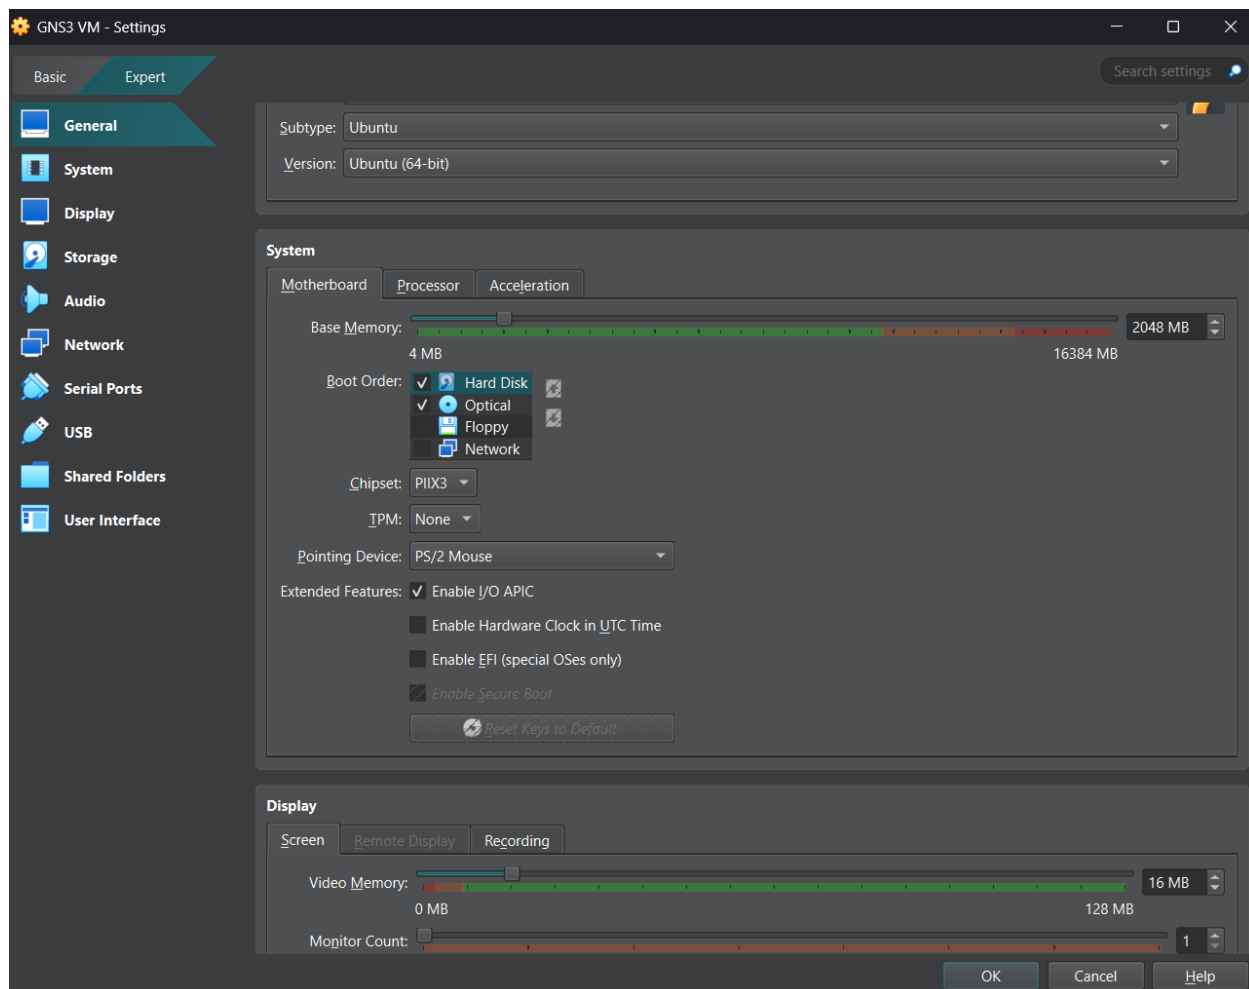 GNS3 VM - Settings
Basic
Expert
Search settings
General
System
Display
Storage
Audio
Network
Serial Ports
USB
Shared Folders
User Interface
Subtype: Ubuntu
Version: Ubuntu (64-bit)
System
Motherboard Processor Acceleration
Base Memory: 2048 MB
4 MB 16384 MB
Boot Order: Hard Disk
Optical
Floppy
Network
Chipset: PIIX3
TPM: None
Pointing Device: PS/2 Mouse
Extended Features: Enable I/O APIC
Enable Hardware Clock in UTC Time
Enable EFI (special OSes only)
Enable Secure Boot
Reset Keys to Default
Display
Screen Remote Display Recording
Video Memory: 16 MB
0 MB 128 MB
Monitor Count: 1
OK Cancel Help